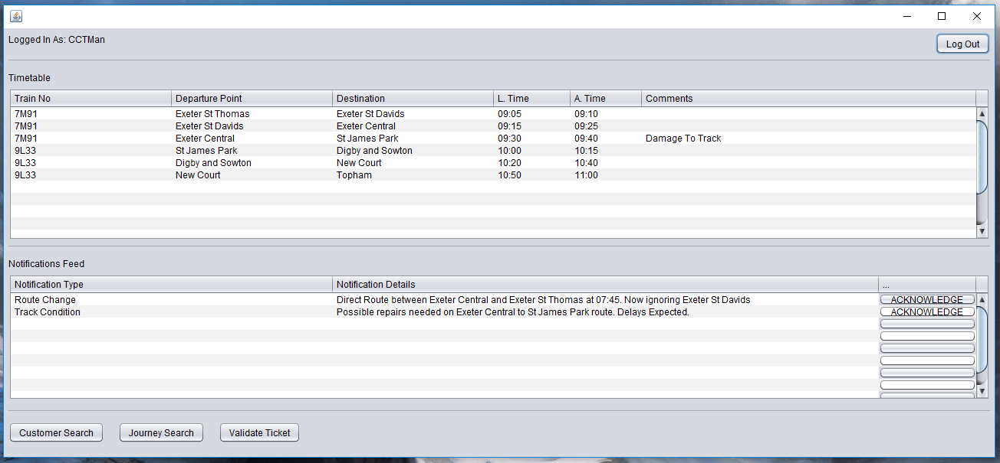 Logged In As: CCTMan
Log Out
Timetable
Train No Departure Point Destination L. Time A. Time Comments
7M91 Exeter St Thomas Exeter St Davids 09:05 09:10
7M91 Exeter St Davids Exeter Central 09:15 09:25
7M91 Exeter Central St James Park 09:30 09:40 Damage To Track
9L33 St James Park Digby and Sowton 10:00 10:15
9L33 Digby and Sowton New Court 10:20 10:40
9L33 New Court Topham 10:50 11:00
Notifications Feed
Notification Type Notification Details ...
Route Change Direct Route between Exeter Central and Exeter St Thomas at 07:45. Now ignoring Exeter St Davids ACKNOWLEDGE
Track Condition Possible repairs needed on Exeter Central to St James Park route. Delays Expected. ACKNOWLEDGE
Customer Search Journey Search Validate Ticket